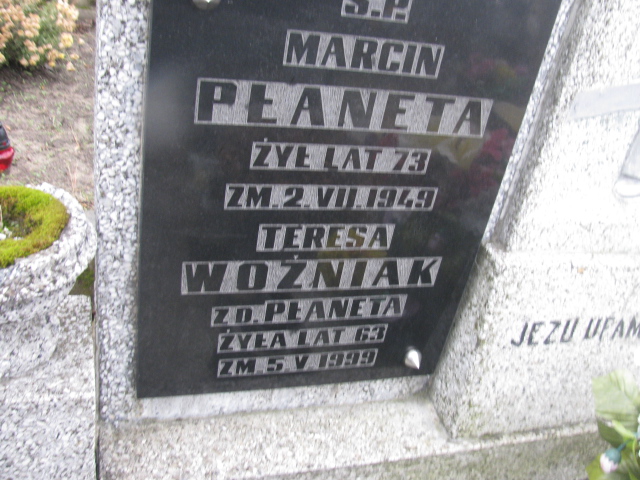 Ś.P.
MARCIN
PŁANETA
ŻYŁ LAT 73
ZM. 2.VII.1949
TERESA
WOŹNIAK
Z D. PŁANETA
ŻYŁA LAT 63
ZM. 5 V. 1999
JEZU UFAM